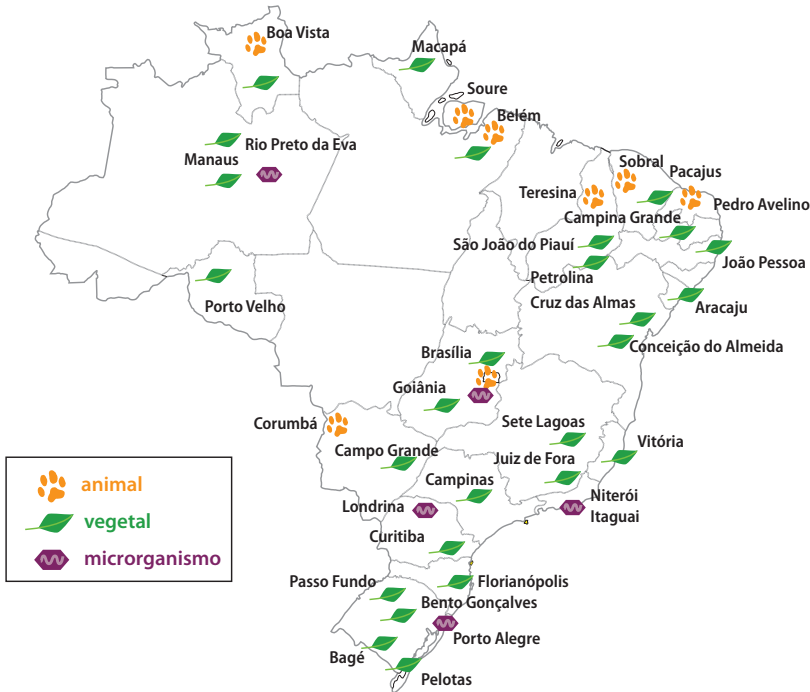 Boa Vista
Macapá
Soure
Belém
Rio Preto da Eva
Manaus
Sobral
Pacajus
Teresina
Pedro Avelino
Campina Grande
São João do Piauí
João Pessoa
Petrolina
Porto Velho
Cruz das Almas
Aracaju
Conceição do Almeida
Brasília
Goiânia
Corumbá
Sete Lagoas
Vitória
Campo Grande
Juiz de Fora
Campinas
Niterói
Itaguai
Londrina
Curitiba
Passo Fundo
Florianópolis
Bento Gonçalves
Porto Alegre
Bagé
Pelotas
animal
vegetal
microrganismo